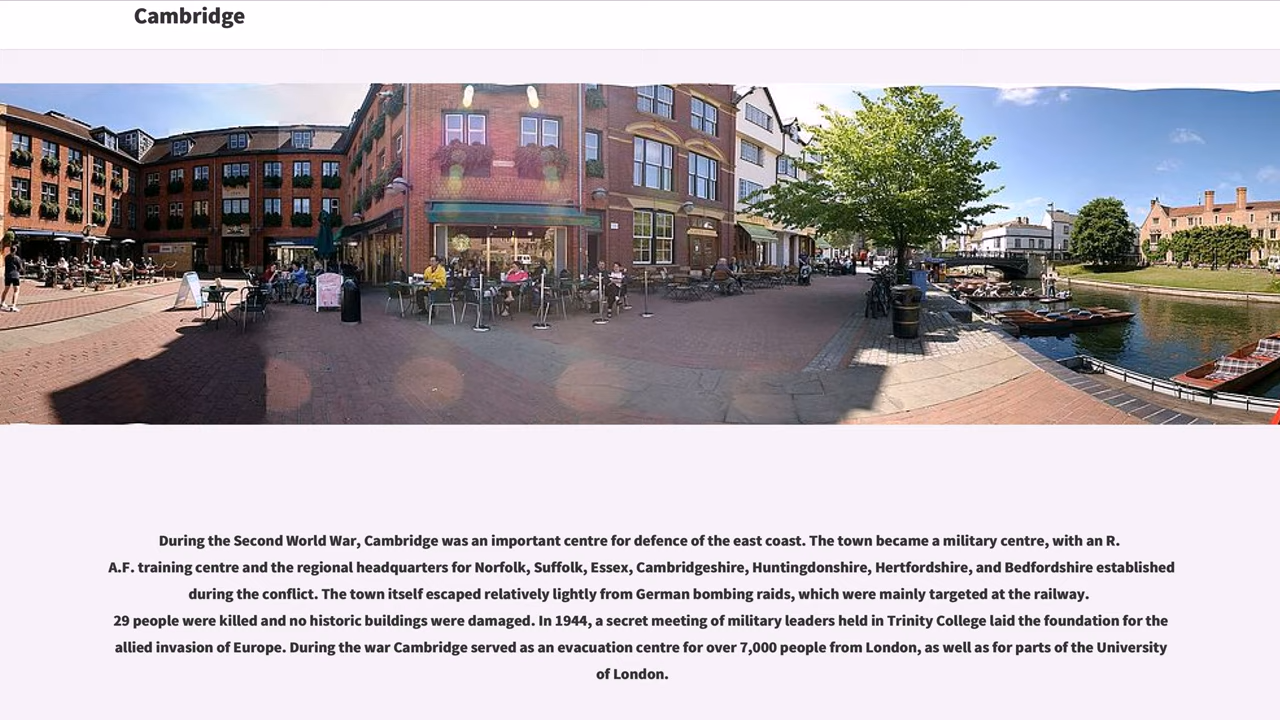 Cambridge
During the Second World War, Cambridge was an important centre for defence of the east coast. The town became a military centre, with an R.
A.F. training centre and the regional headquarters for Norfolk, Suffolk, Essex, Cambridgeshire, Huntingdonshire, Hertfordshire, and Bedfordshire established
during the conflict. The town itself escaped relatively lightly from German bombing raids, which were mainly targeted at the railway.
29 people were killed and no historic buildings were damaged. In 1944, a secret meeting of military leaders held in Trinity College laid the foundation for the
allied invasion of Europe. During the war Cambridge served as an evacuation centre for over 7,000 people from London, as well as for parts of the University
of London.